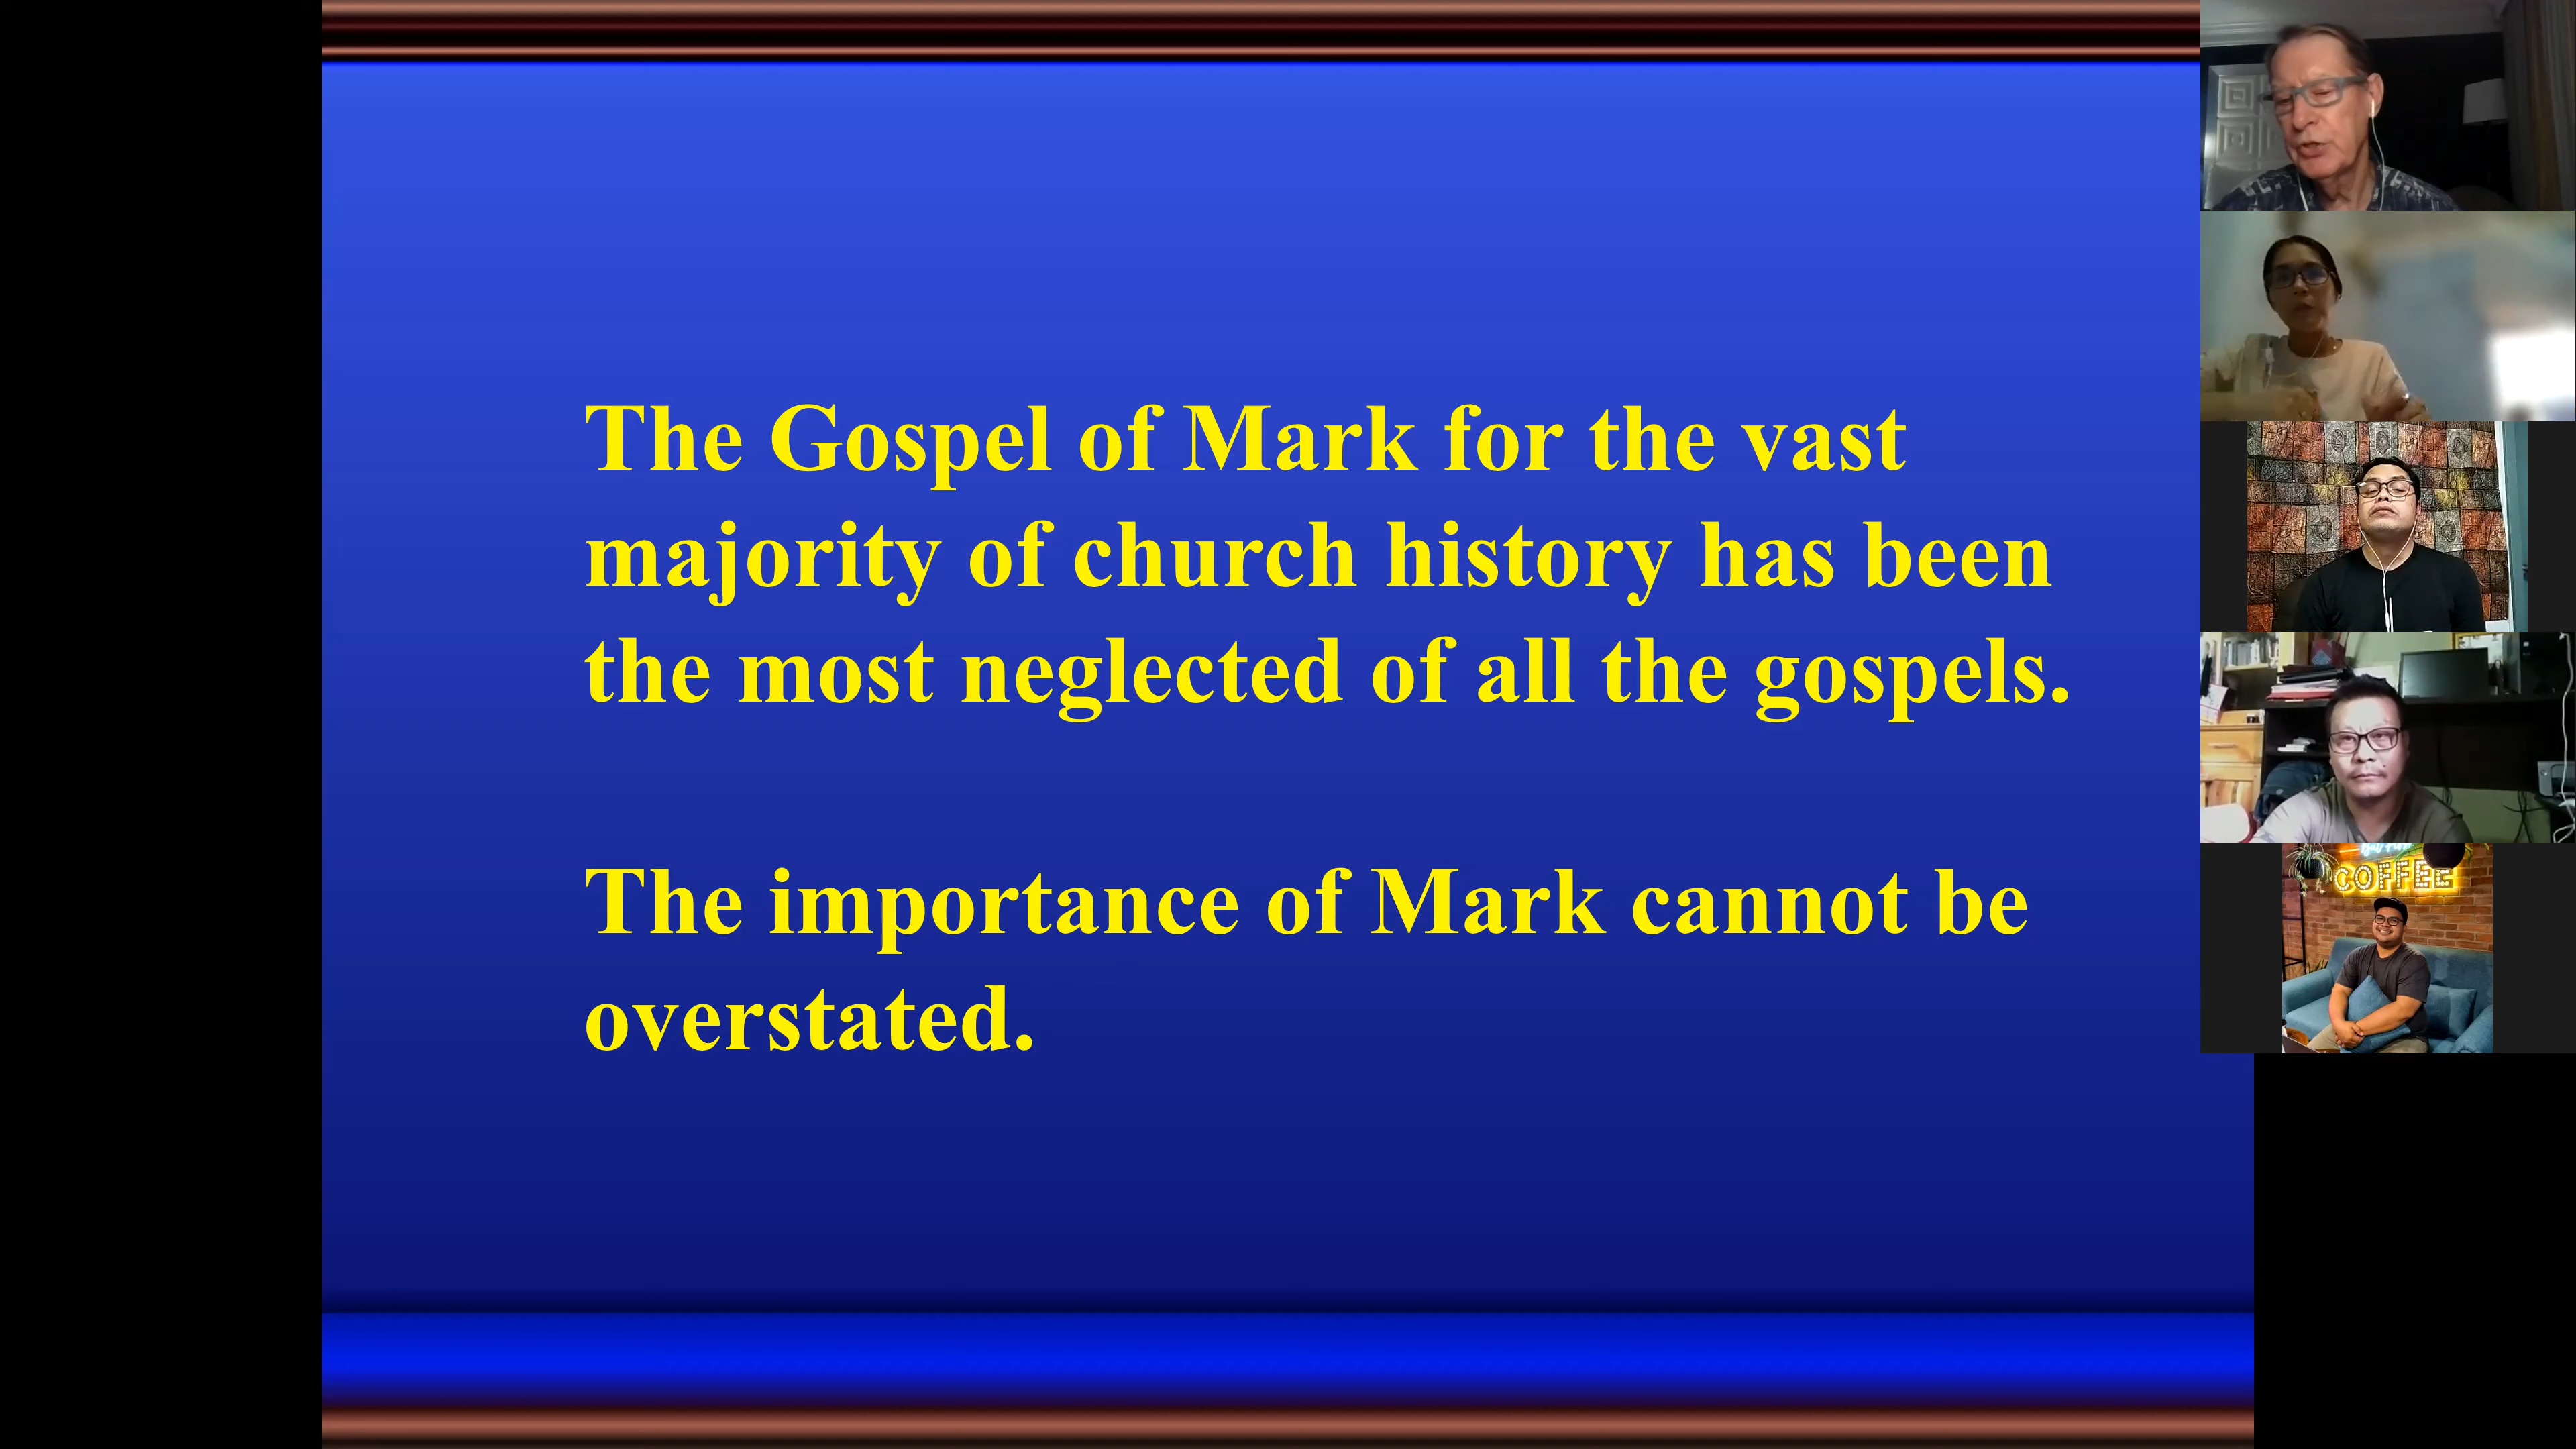 The Gospel of Mark for the vast
majority of church history has been
the most neglected of all the gospels.
The importance of Mark cannot be
overstated.
COFFEE